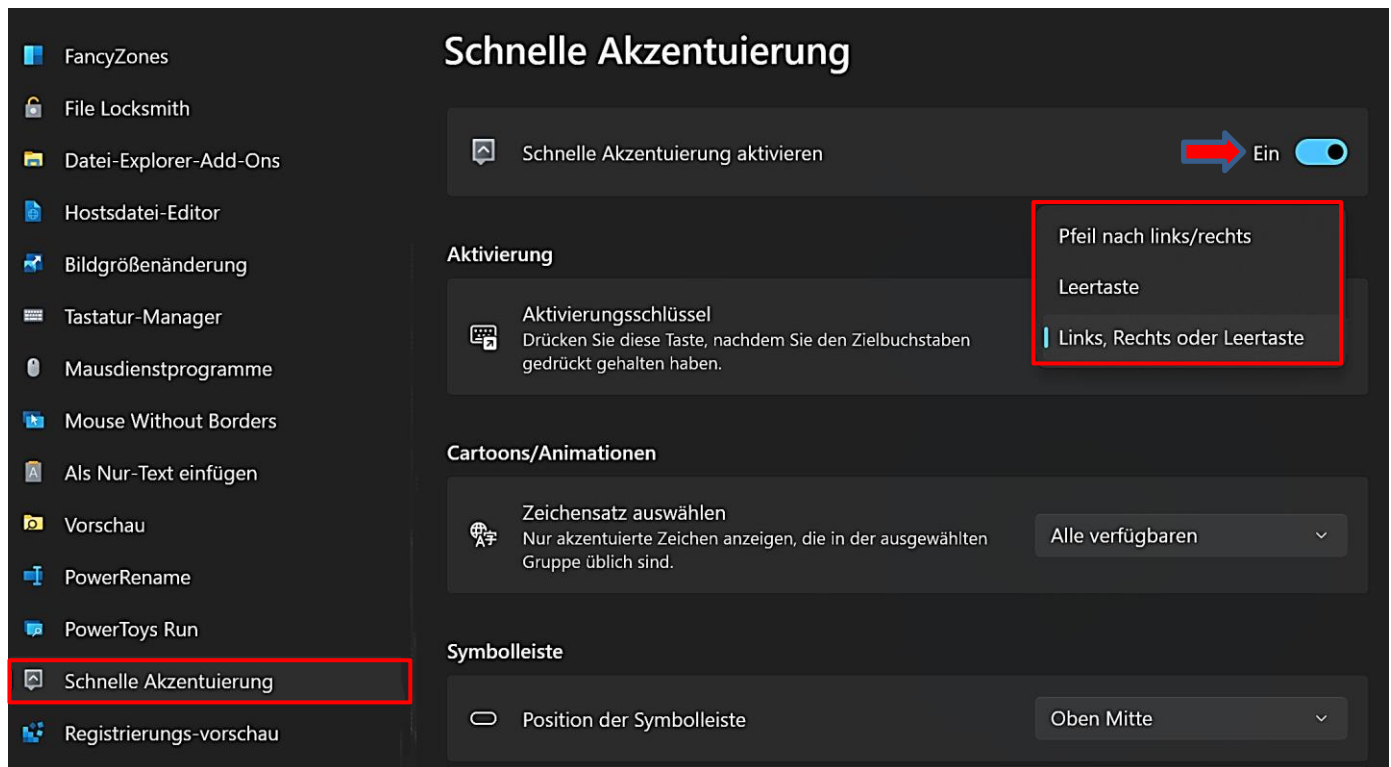 FancyZones
File Locksmith
Datei-Explorer-Add-Ons
Hostsdatei-Editor
Bildgrößenänderung
Tastatur-Manager
Mausdienstprogramme
Mouse Without Borders
Als Nur-Text einfügen
Vorschau
PowerRename
PowerToys Run
Schnelle Akzentuierung
Registrierungs-vorschau
Schnelle Akzentuierung
Schnelle Akzentuierung aktivieren
Ein
Aktivierung
Aktivierungsschlüssel
Drücken Sie diese Taste, nachdem Sie den Zielbuchstaben
gedrückt gehalten haben.
Pfeil nach links/rechts
Leertaste
Links, Rechts oder Leertaste
Cartoons/Animationen
Zeichensatz auswählen
Nur akzentuierte Zeichen anzeigen, die in der ausgewählten
Gruppe üblich sind.
Alle verfügbaren
Symbolleiste
Position der Symbolleiste
Oben Mitte